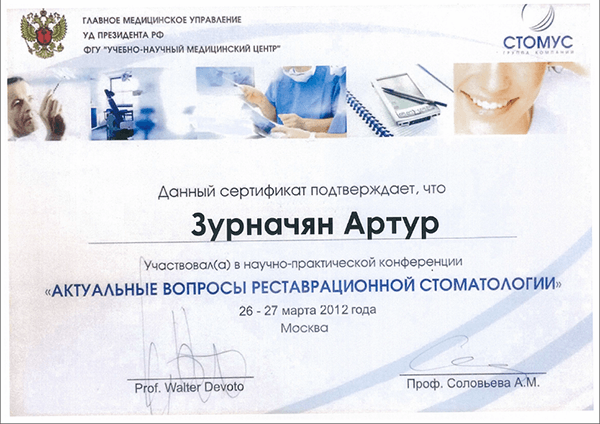 ГЛАВНОЕ МЕДИЦИНСКОЕ УПРАВЛЕНИЕ
УД ПРЕЗИДЕНТА РФ
ФГУ "УЧЕБНО-НАУЧНЫЙ МЕДИЦИНСКИЙ ЦЕНТР"
СТОМУС
ГРУППА КОМПАНИЙ
Данный сертификат подтверждает, что
Зурначян Артур
Участвовал(а) в научно-практической конференции
«АКТУАЛЬНЫЕ ВОПРОСЫ РЕСТАВРАЦИОННОЙ СТОМАТОЛОГИИ»
26 - 27 марта 2012 года
Москва
Prof. Walter Devoto
Проф. Соловьева А.М.